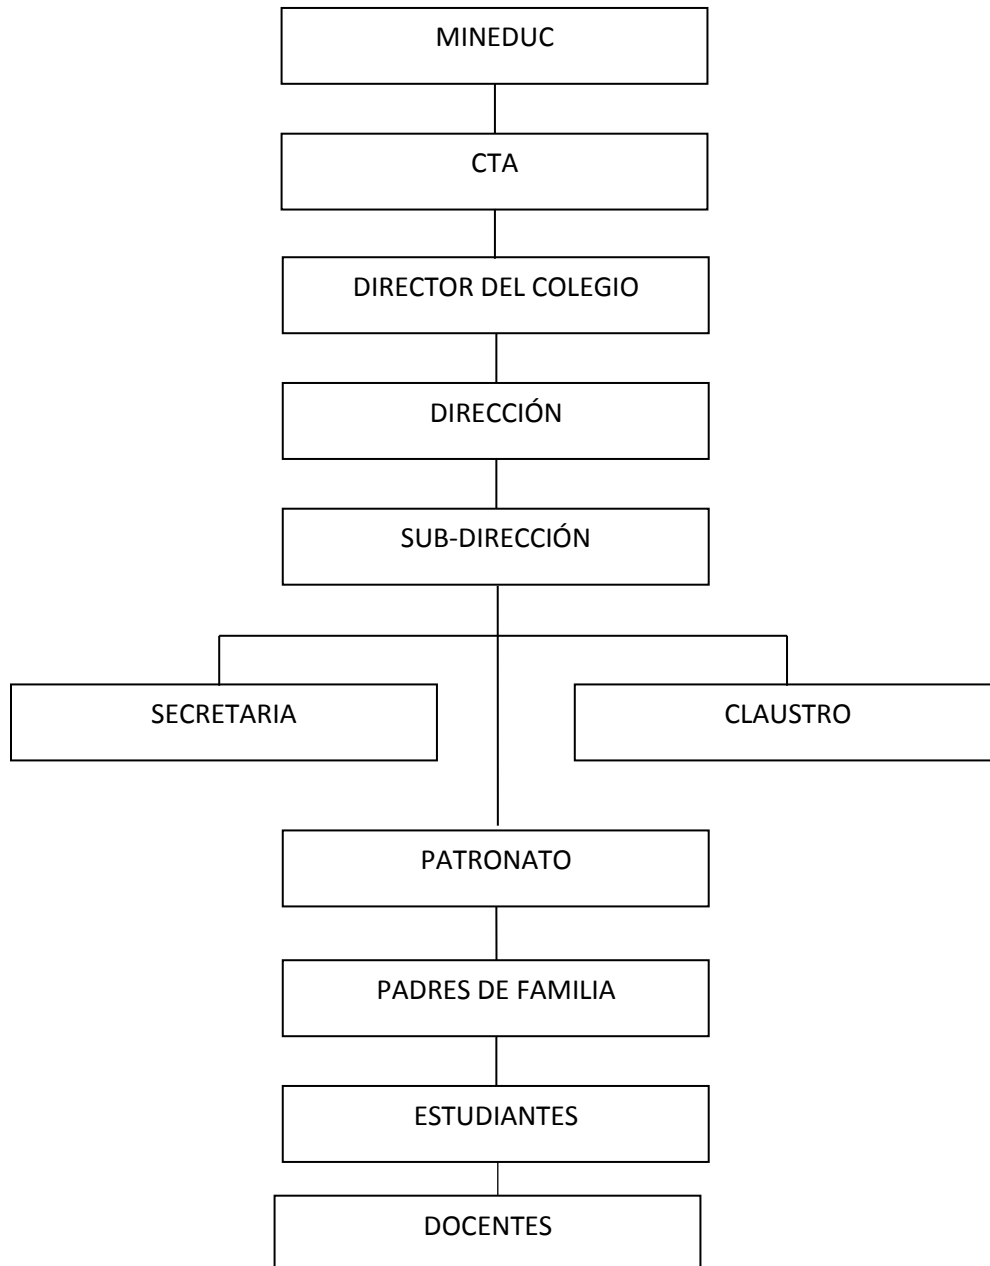 MINEDUC
CTA
DIRECTOR DEL COLEGIO
DIRECCIÓN
SUB-DIRECCIÓN
SECRETARIA
CLAUSTRO
PATRONATO
PADRES DE FAMILIA
ESTUDIANTES
DOCENTES